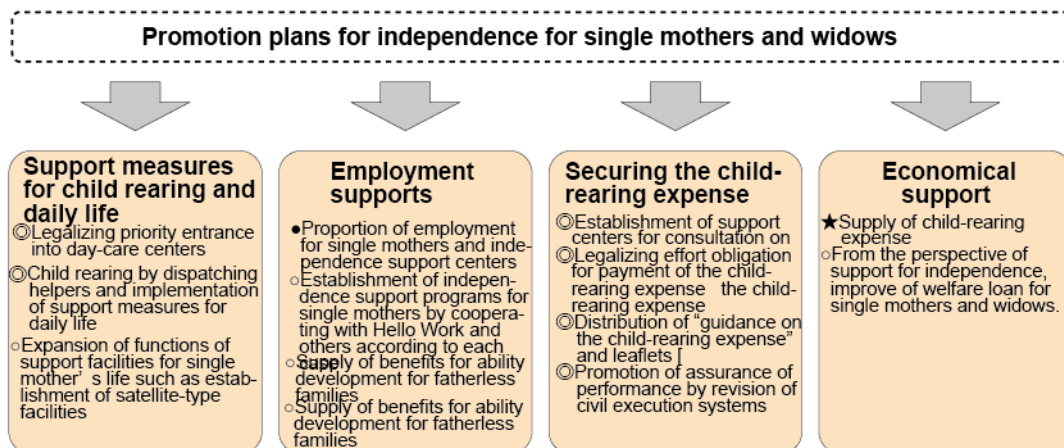 Promotion plans for independence for single mothers and widows
Support measures
for child rearing and
daily life
◎Legalizing priority entrance
into day-care centers
◎Child rearing by dispatching
helpers and implementation
of support measures for
daily life
○Expansion of functions of
support facilities for single
mother’ s life such as estab-
lishment of satellite-type
facilities
Employment
supports
●Proportion of employment
for single mothers and inde-
pendence support centers
○Establishment of indepen-
dence support programs for
single mothers by coopera-
ting with Hello Work and
others according to each
case
○Supply of benefits for ability
development for fatherless
families
○Supply of benefits for ability
development for fatherless
families
Securing the child-
rearing expense
◎Establishment of support
centers for consultation on
◎Legalizing effort obligation
for payment of the child-
rearing expense the child-
rearing expense
◎Distribution of “guidance on
the child-rearing expense”
and leaflets [
◎Promotion of assurance of
performance by revision of
civil execution systems
Economical
support
★Supply of child-rearing
expense
○From the perspective of
support for independence,
improve of welfare loan for
single mothers and widows.